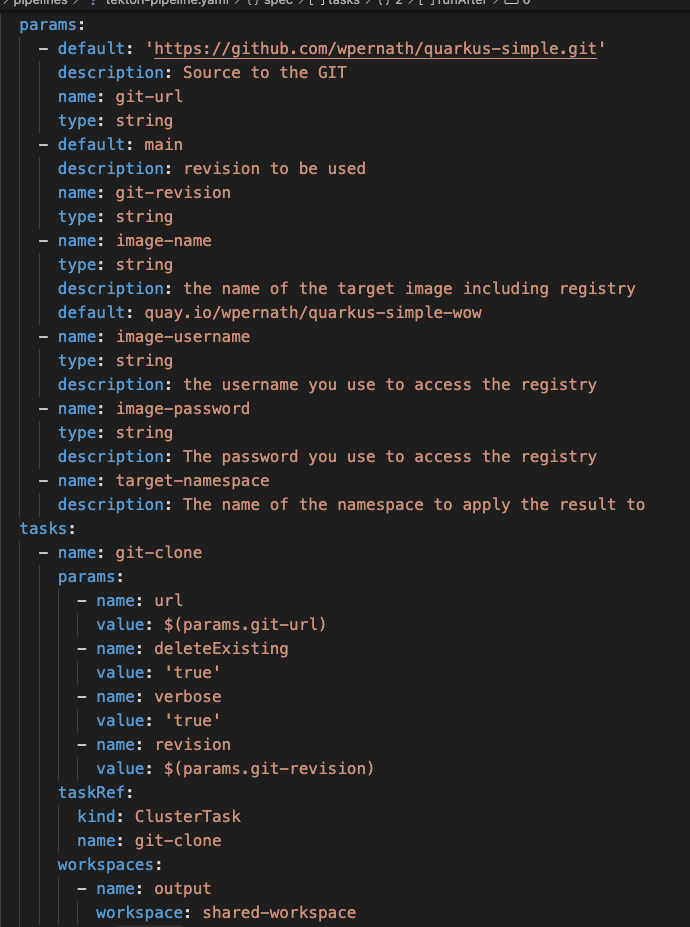 pipelines > tekton-pipeline.yaml > {} spec > [ ] tasks > {} 2 > [ ] runAfter > 0
params:
  - default: 'https://github.com/wpernath/quarkus-simple.git'
    description: Source to the GIT
    name: git-url
    type: string
  - default: main
    description: revision to be used
    name: git-revision
    type: string
  - name: image-name
    type: string
    description: the name of the target image including registry
    default: quay.io/wpernath/quarkus-simple-wow
  - name: image-username
    type: string
    description: the username you use to access the registry
  - name: image-password
    type: string
    description: The password you use to access the registry
  - name: target-namespace
    description: The name of the namespace to apply the result to
tasks:
  - name: git-clone
    params:
      - name: url
        value: $(params.git-url)
      - name: deleteExisting
        value: 'true'
      - name: verbose
        value: 'true'
      - name: revision
        value: $(params.git-revision)
    taskRef:
      kind: ClusterTask
      name: git-clone
    workspaces:
      - name: output
        workspace: shared-workspace